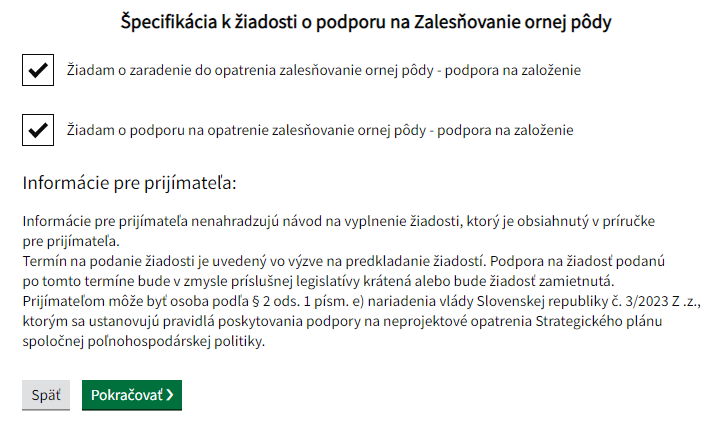 Špecifikácia k žiadosti o podporu na Zalesňovanie ornej pôdy
Žiadam o zaradenie do opatrenia zalesňovanie ornej pôdy - podpora na založenie
Žiadam o podporu na opatrenie zalesňovanie ornej pôdy - podpora na založenie
Informácie pre prijímateľa:
Informácie pre prijímateľa nenahradzujú návod na vyplnenie žiadosti, ktorý je obsiahnutý v príručke
pre prijímateľa.
Termín na podanie žiadosti je uvedený vo výzve na predkladanie žiadostí. Podpora na žiadosť podanú
po tomto termíne bude v zmysle príslušnej legislatívy krátená alebo bude žiadosť zamietnutá.
Prijímateľom môže byť osoba podľa § 2 ods. 1 písm. e) nariadenia vlády Slovenskej republiky č. 3/2023 Z .z.,
ktorým sa ustanovujú pravidlá poskytovania podpory na neprojektové opatrenia Strategického plánu
spoločnej poľnohospodárskej politiky.
Späť
Pokračovať